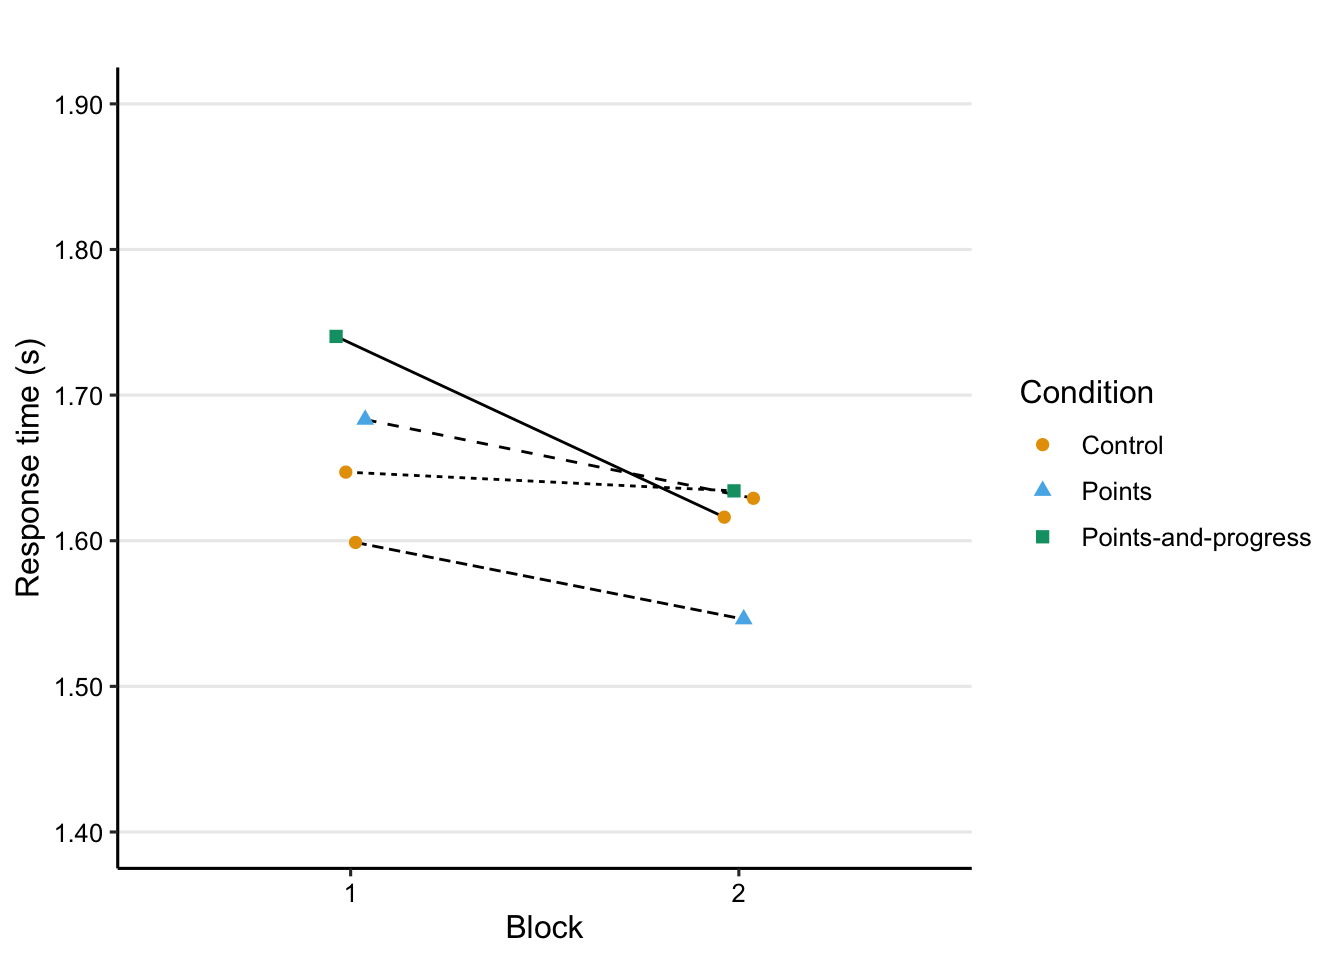 1.90
1.80
1.70
1.60
1.50
1.40
Response time (s)
1
2
Block
Condition
Control
Points
Points-and-progress